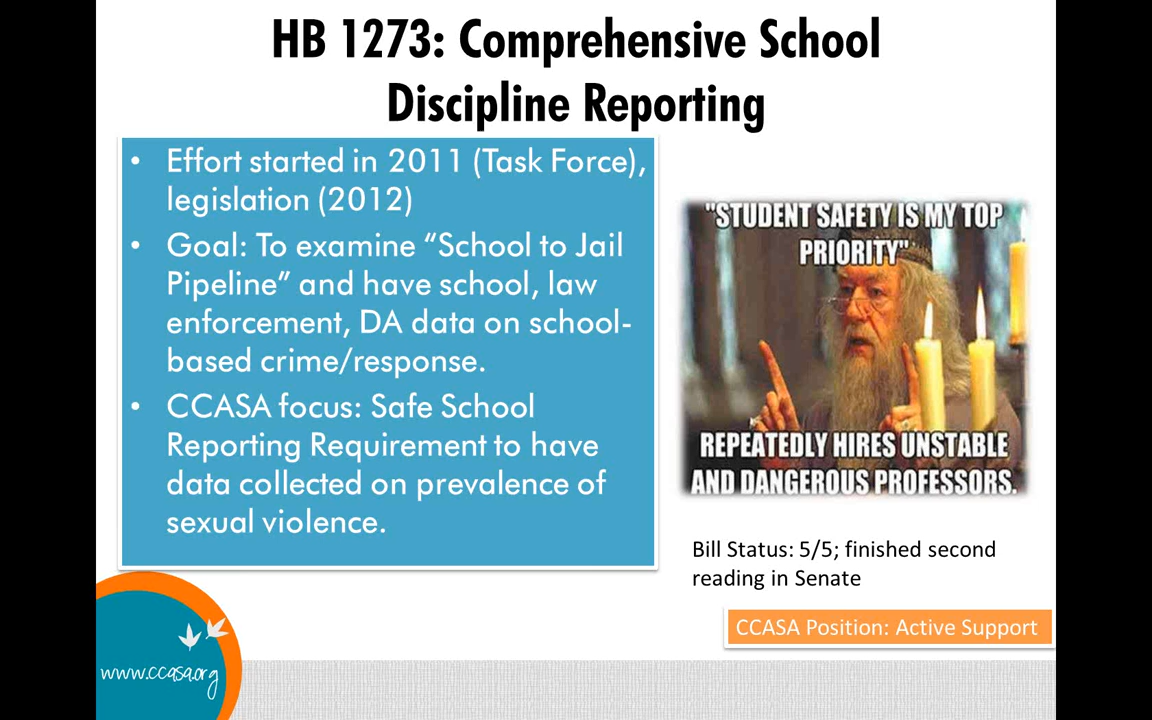 HB 1273: Comprehensive School
Discipline Reporting
• Effort started in 2011 (Task Force),
legislation (2012)
• Goal: To examine “School to Jail
Pipeline” and have school, law
enforcement, DA data on school-
based crime/response.
• CCASA focus: Safe School
Reporting Requirement to have
data collected on prevalence of
sexual violence.
"STUDENT SAFETY IS MY TOP
PRIORITY"
REPEATEDLY HIRES UNSTABLE
AND DANGEROUS PROFESSORS.
Bill Status: 5/5; finished second
reading in Senate
CCASA Position: Active Support
www.ccasa.org